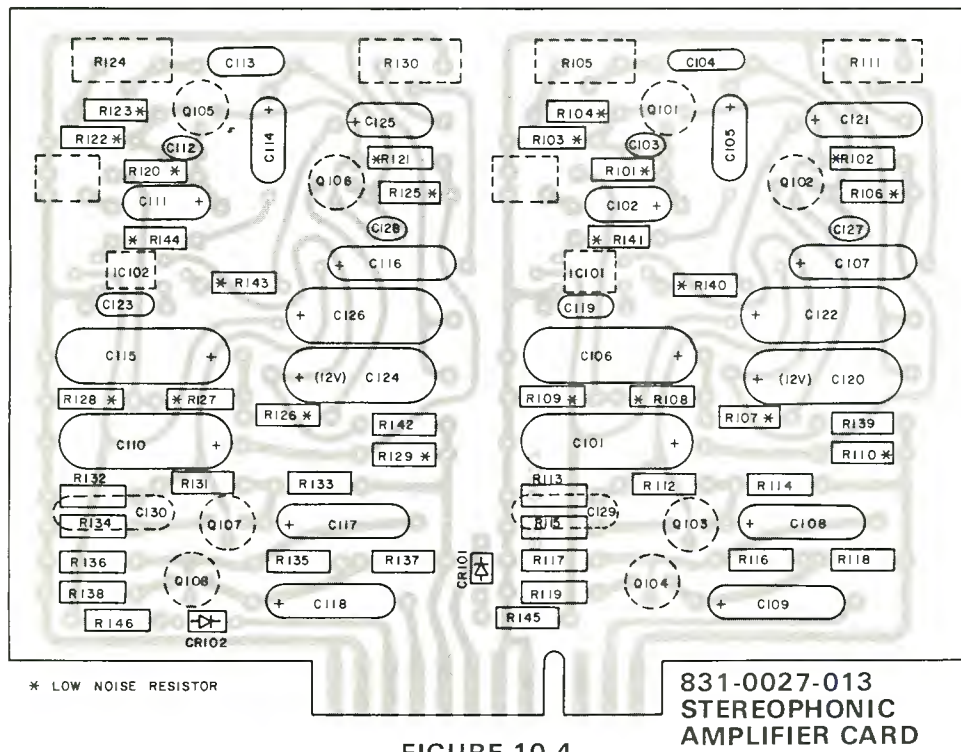 R124 C113 R130 R105 C104 R111
R123* Q105 C114 + + C125 R104* Q101 C105 + + C121
R122* C112 *R121 R103* C103 *R102
R120 * Q106 R125 * R101 * Q102 R106 *
C111 + C128 C102 + C127
* R144 + C116 * R141 + C107
IC102 * R143 IC101 * R140
C123 + C126 C119 + C122
C115 + + (12V) C124 C106 + + (12V) C120
R128 * * R127 R126 * R142 R109 * * R108 R107 * R139
C110 + R129 * C101 + R110 *
R132 R131 R133 R113 R112 R114
C130 C129
R134 Q107 + C117 R115 Q103 + C108
R136 R135 R137 CR101 R117 R116 R118
R138 Q108 + C118 R119 Q104 + C109
R146 CR102 R145
* LOW NOISE RESISTOR
831-0027-013
STEREOPHONIC
AMPLIFIER CARD
FIGURE 10-4